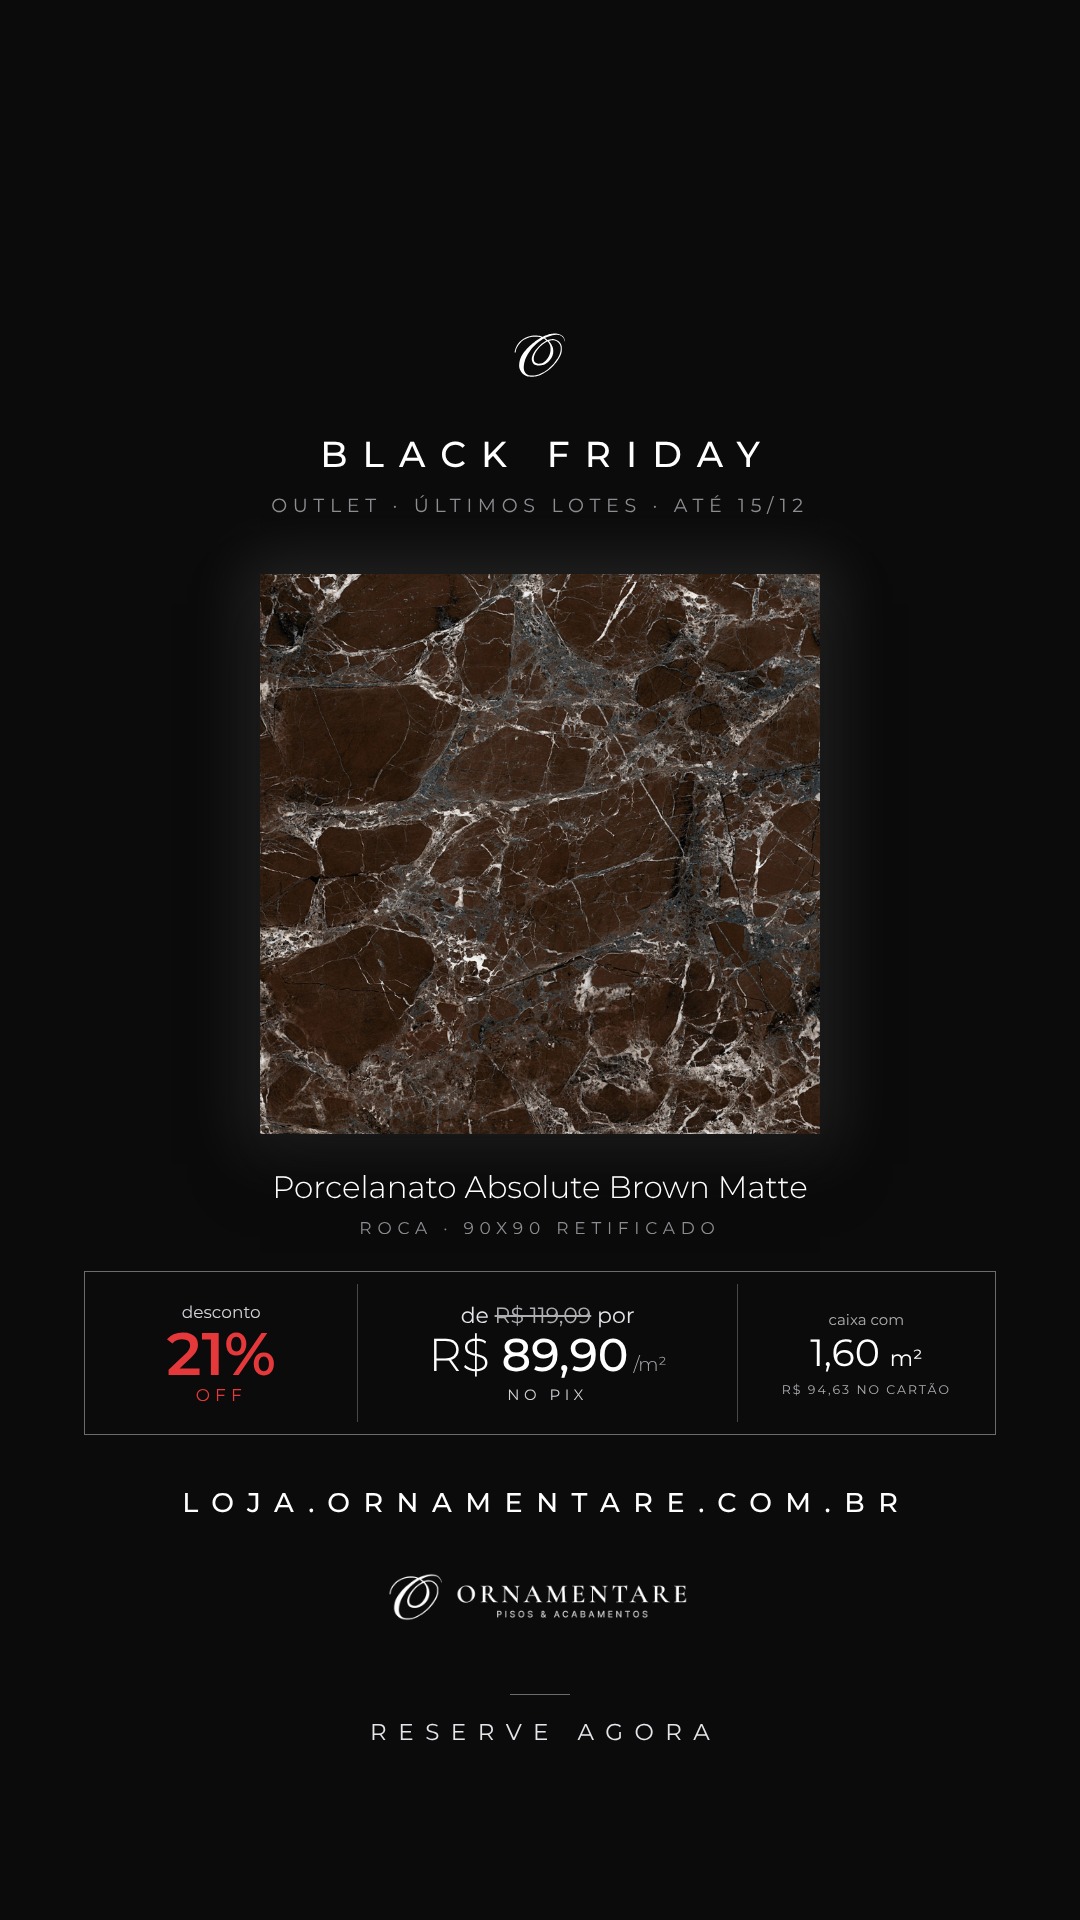 O
BLACK FRIDAY
OUTLET · ÚLTIMOS LOTES · ATÉ 15/12
Porcelanato Absolute Brown Matte
ROCA · 90X90 RETIFICADO
desconto
21%
OFF
de R$ 119,09 por
R$ 89,90 /m²
NO PIX
caixa com
1,60 m²
R$ 94,63 NO CARTÃO
LOJA.ORNAMENTARE.COM.BR
O ORNAMENTARE
PISOS & ACABAMENTOS
RESERVE AGORA